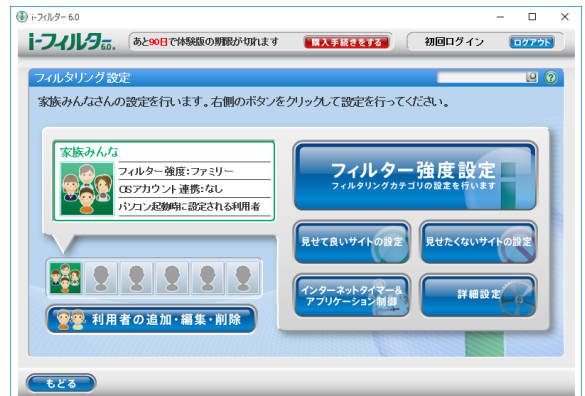 i-フィルター 6.0
i-フィルター6.0.
あと90日で体験版の期限が切れます
購入手続きをする
初回ログイン
ログアウト
フィルタリング設定
家族みんなさんの設定を行います。右側のボタンをクリックして設定を行ってください。
家族みんな
フィルター強度:ファミリー
OSアカウント連携:なし
パソコン起動時に設定される利用者
フィルター強度設定
フィルタリングカテゴリの設定を行います
見せて良いサイトの設定
見せたくないサイトの設定
インターネットタイマー&
アプリケーション制御
詳細設定
利用者の追加・編集・削除
もどる